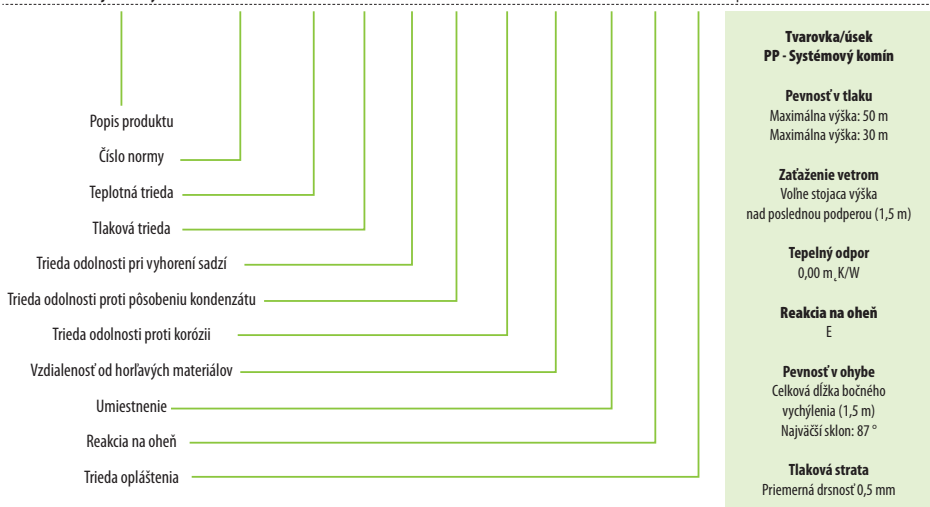 Popis produktu
Číslo normy
Teplotná trieda
Tlaková trieda
Trieda odolnosti pri vyhorení sadzí
Trieda odolnosti proti pôsobeniu kondenzátu
Trieda odolnosti proti korózii
Vzdialenosť od horľavých materiálov
Umiestnenie
Reakcia na oheň
Trieda opláštenia
Tvarovka/úsek
PP - Systémový komín
Pevnosť v tlaku
Maximálna výška: 50 m
Maximálna výška: 30 m
Zaťaženie vetrom
Voľne stojaca výška
nad poslednou podperou (1,5 m)
Tepelný odpor
0,00 m˛K/W
Reakcia na oheň
E
Pevnosť v ohybe
Celková dĺžka bočného
vychýlenia (1,5 m)
Najväčší sklon: 87 °
Tlaková strata
Priemerná drsnosť 0,5 mm